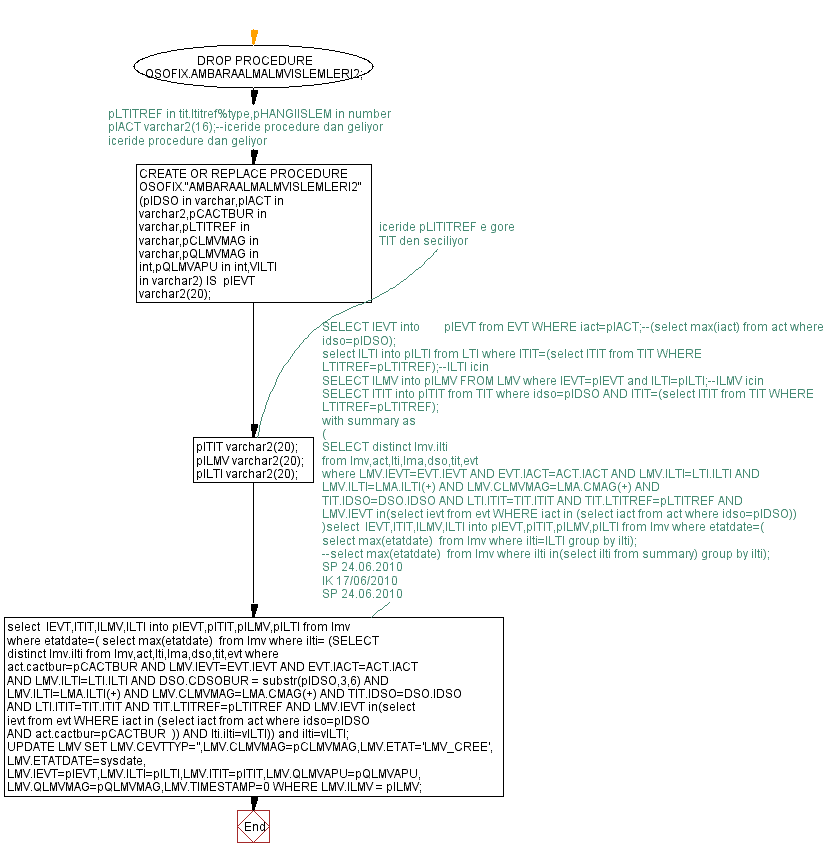 DROP PROCEDURE
OSOFIX.AMBARAALMALMVISLEMLERI2;
pLTITREF in tit.ltitref%type,pHANGIISLEM in number
pIACT varchar2(16);--iceride procedure dan geliyor
iceride procedure dan geliyor
CREATE OR REPLACE PROCEDURE
OSOFIX."AMBARAALMALMVISLEMLERI2"
(pIDSO in varchar,pIACT in
varchar2,pCACTBUR in
varchar,pLTITREF in
varchar,pCLMVMAG in
varchar,pQLMVMAG in
int,pQLMVAPU in int,VILTI
in varchar2) IS  pIEVT
varchar2(20);
iceride pLITITREF e gore
TIT den seciliyor
SELECT IEVT into        pIEVT from EVT WHERE iact=pIACT;--(select max(iact) from act where
idso=pIDSO);
select ILTI into pILTI from LTI where ITIT=(select ITIT from TIT WHERE
LTITREF=pLTITREF);--ILTI icin
SELECT ILMV into pILMV FROM LMV where IEVT=pIEVT and ILTI=pILTI;--ILMV icin
SELECT ITIT into pITIT from TIT where idso=pIDSO AND ITIT=(select ITIT from TIT WHERE
LTITREF=pLTITREF);
with summary as
(
SELECT distinct lmv.ilti
from lmv,act,lti,lma,dso,tit,evt
where LMV.IEVT=EVT.IEVT AND EVT.IACT=ACT.IACT AND LMV.ILTI=LTI.ILTI AND
LMV.ILTI=LMA.ILTI(+) AND LMV.CLMVMAG=LMA.CMAG(+) AND
TIT.IDSO=DSO.IDSO AND LTI.ITIT=TIT.ITIT AND TIT.LTITREF=pLTITREF AND
LMV.IEVT in(select ievt from evt WHERE iact in (select iact from act where idso=pIDSO))
)select  IEVT,ITIT,ILMV,ILTI into pIEVT,pITIT,pILMV,pILTI from lmv where etatdate=(
select max(etatdate)  from lmv where ilti=ILTI group by ilti);
--select max(etatdate)  from lmv where ilti in(select ilti from summary) group by ilti);
SP 24.06.2010
IK 17/06/2010
SP 24.06.2010
pITIT varchar2(20);
pILMV varchar2(20);
pILTI varchar2(20);
select  IEVT,ITIT,ILMV,ILTI into pIEVT,pITIT,pILMV,pILTI from lmv
where etatdate=( select max(etatdate)  from lmv where ilti= (SELECT
distinct lmv.ilti from lmv,act,lti,lma,dso,tit,evt where
act.cactbur=pCACTBUR AND LMV.IEVT=EVT.IEVT AND EVT.IACT=ACT.IACT
AND LMV.ILTI=LTI.ILTI AND DSO.CDSOBUR = substr(pIDSO,3,6) AND
LMV.ILTI=LMA.ILTI(+) AND LMV.CLMVMAG=LMA.CMAG(+) AND TIT.IDSO=DSO.IDSO
AND LTI.ITIT=TIT.ITIT AND TIT.LTITREF=pLTITREF AND LMV.IEVT in(select
ievt from evt WHERE iact in (select iact from act where idso=pIDSO
AND act.cactbur=pCACTBUR  )) AND lti.ilti=vILTI)) and ilti=vILTI;
UPDATE LMV SET LMV.CEVTTYP='',LMV.CLMVMAG=pCLMVMAG,LMV.ETAT='LMV_CREE',
LMV.ETATDATE=sysdate,
LMV.IEVT=pIEVT,LMV.ILTI=pILTI,LMV.ITIT=pITIT,LMV.QLMVAPU=pQLMVAPU,
LMV.QLMVMAG=pQLMVMAG,LMV.TIMESTAMP=0 WHERE LMV.ILMV = pILMV;
End